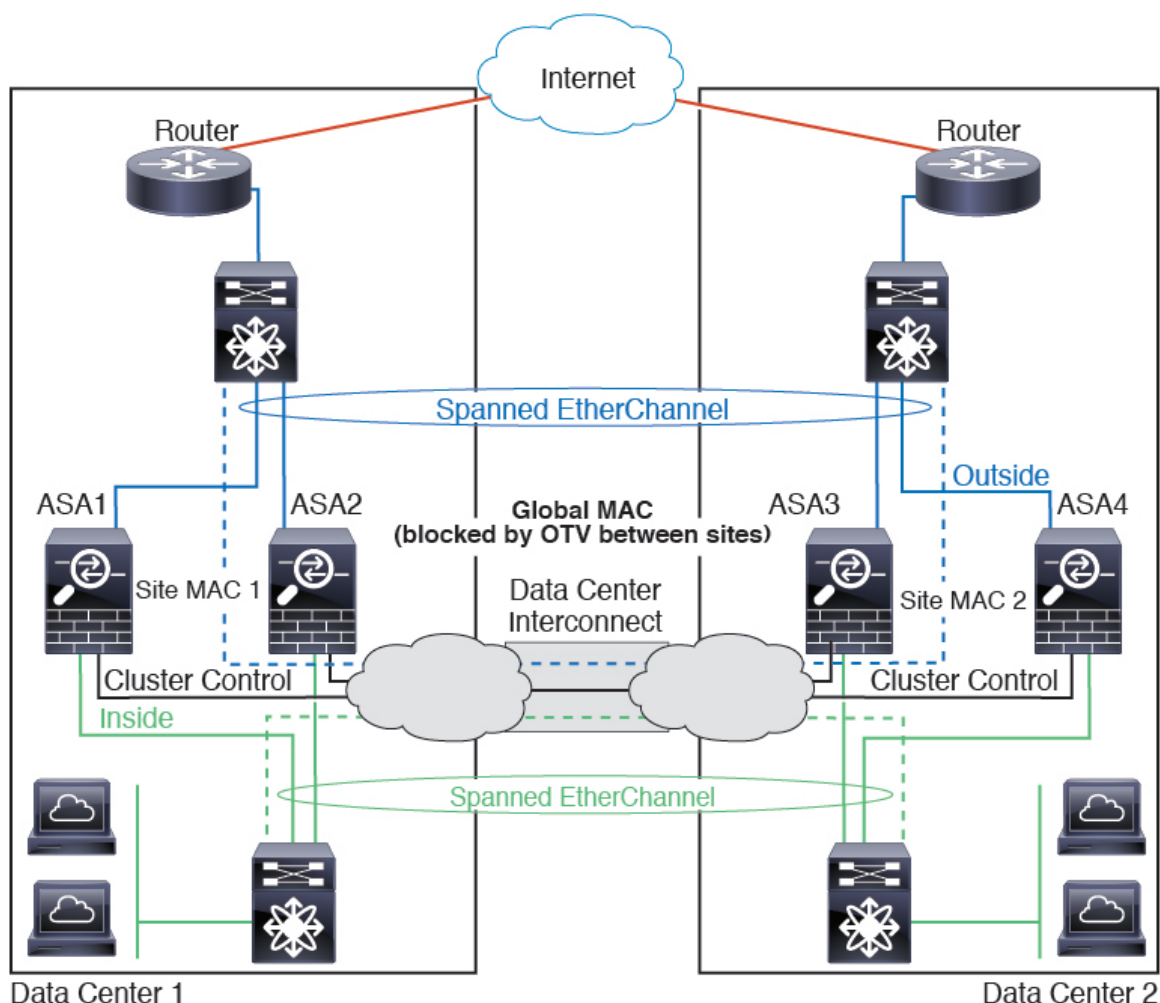 Internet
Router
Router
Spanned EtherChannel
Outside
ASA1
ASA2
Global MAC
(blocked by OTV between sites)
ASA3
ASA4
Site MAC 1
Data Center
Interconnect
Site MAC 2
Cluster Control
Cluster Control
Inside
Spanned EtherChannel
Data Center 1
Data Center 2